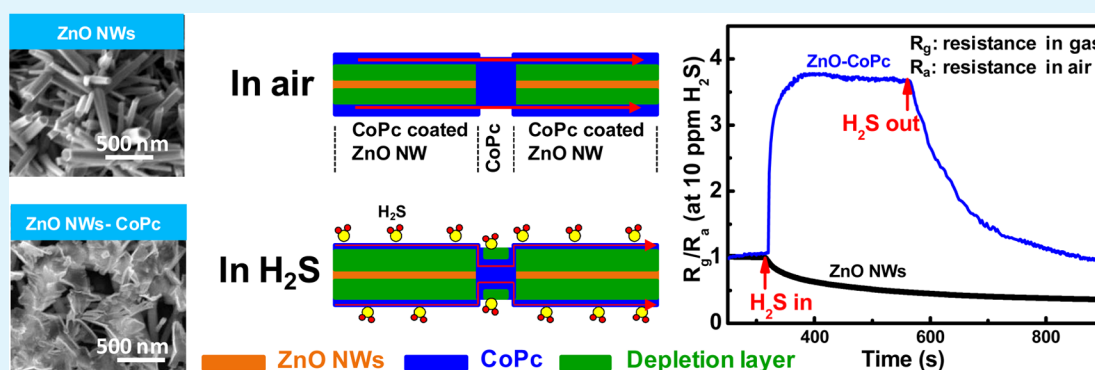 ZnO NWs
500 nm
ZnO NWs- CoPc
500 nm
In air
CoPc coated
ZnO NW
CoPc
CoPc coated
ZnO NW
H2S
In H2S
ZnO NWs
CoPc
Depletion layer
Rg: resistance in gas
Ra: resistance in air
ZnO-CoPc
H2S out
ZnO NWs
H2S in
Rg/Ra (at 10 ppm H2S)
4
3
2
1
0
400
600
800
Time (s)